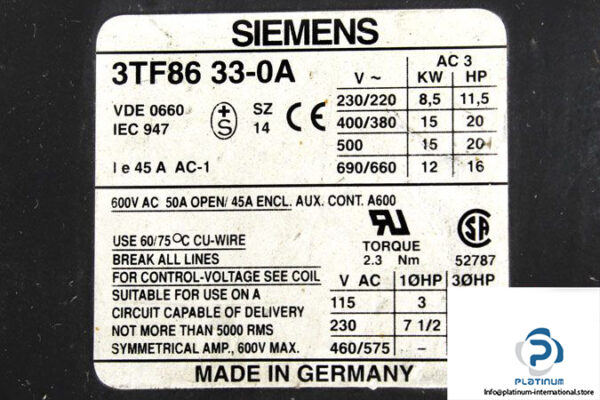 SIEMENS
3TF86 33-0A
VDE 0660
IEC 947
+
S
SZ
14
CE
I e 45 A AC-1
AC 3
V ~ KW HP
230/220 8,5 11,5
400/380 15 20
500 15 20
690/660 12 16
600V AC 50A OPEN/ 45A ENCL. AUX. CONT. A600
USE 60/75°C CU-WIRE
BREAK ALL LINES
FOR CONTROL-VOLTAGE SEE COIL
SUITABLE FOR USE ON A
CIRCUIT CAPABLE OF DELIVERY
NOT MORE THAN 5000 RMS
SYMMETRICAL AMP., 600V MAX.
RU
TORQUE
2.3 Nm
SA
52787
V AC 1ØHP 3ØHP
115 3
230 7 1/2
460/575 –
MADE IN GERMANY
PLATINUM
INTERNATIONAL
Info@platinum-international.store